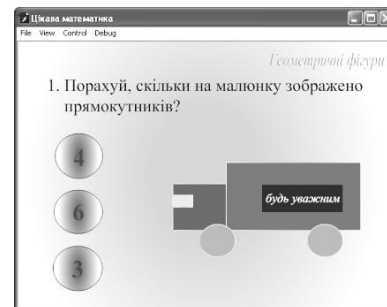 Цікава математика
File View Control Debug
Геометричні фігури
1. Порахуй, скільки на малюнку зображено
прямокутників?
4
6
3
будь уважним